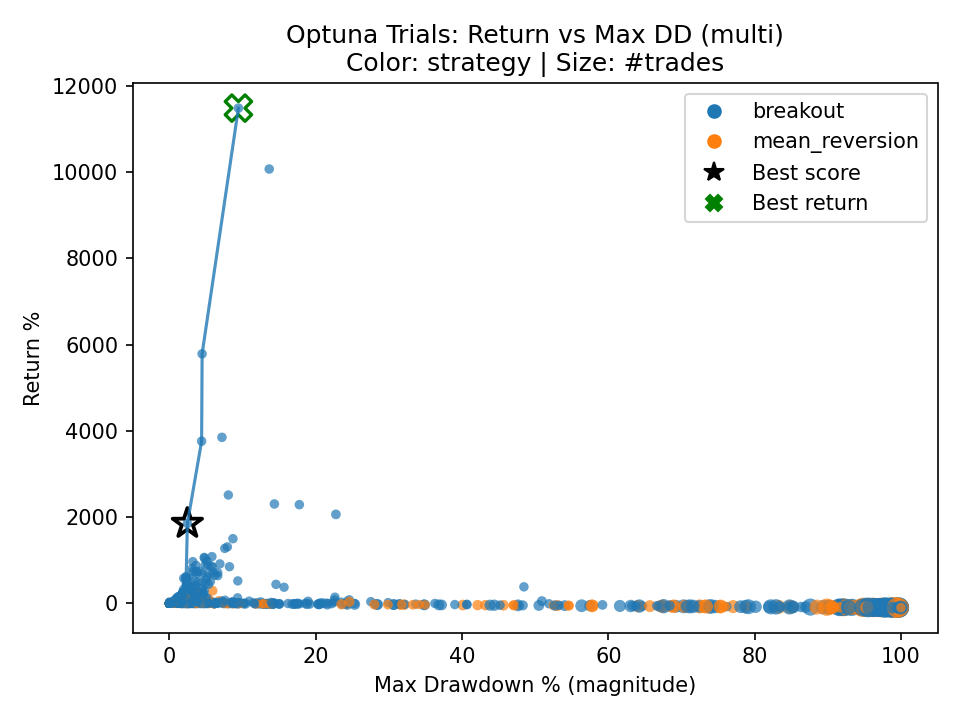 Optuna Trials: Return vs Max DD (multi)
Color: strategy | Size: #trades
12000
10000
8000
6000
4000
2000
0
Return %
breakout
mean_reversion
Best score
Best return
0 20 40 60 80 100
Max Drawdown % (magnitude)